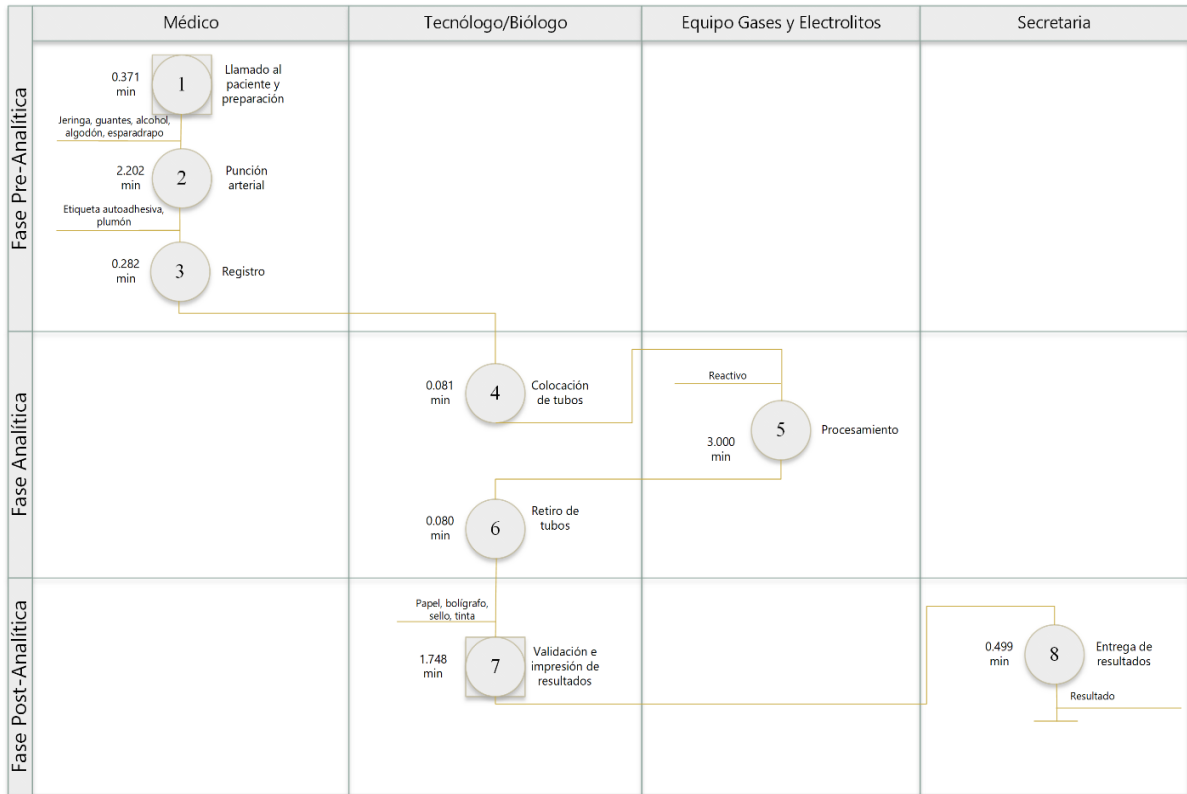 Médico
Tecnólogo/Biólogo
Equipo Gases y Electrolitos
Secretaria
Fase Pre-Analítica
0.371
min
1
Llamado al
paciente y
preparación
Jeringa, guantes, alcohol,
algodón, esparadrapo
2.202
min
2
Punción
arterial
Etiqueta autoadhesiva,
plumón
0.282
min
3
Registro
Fase Analítica
0.081
min
4
Colocación
de tubos
Reactivo
3.000
min
5
Procesamiento
0.080
min
6
Retiro de
tubos
Fase Post-Analítica
Papel, bolígrafo,
sello, tinta
1.748
min
7
Validación e
impresión de
resultados
0.499
min
8
Entrega de
resultados
Resultado